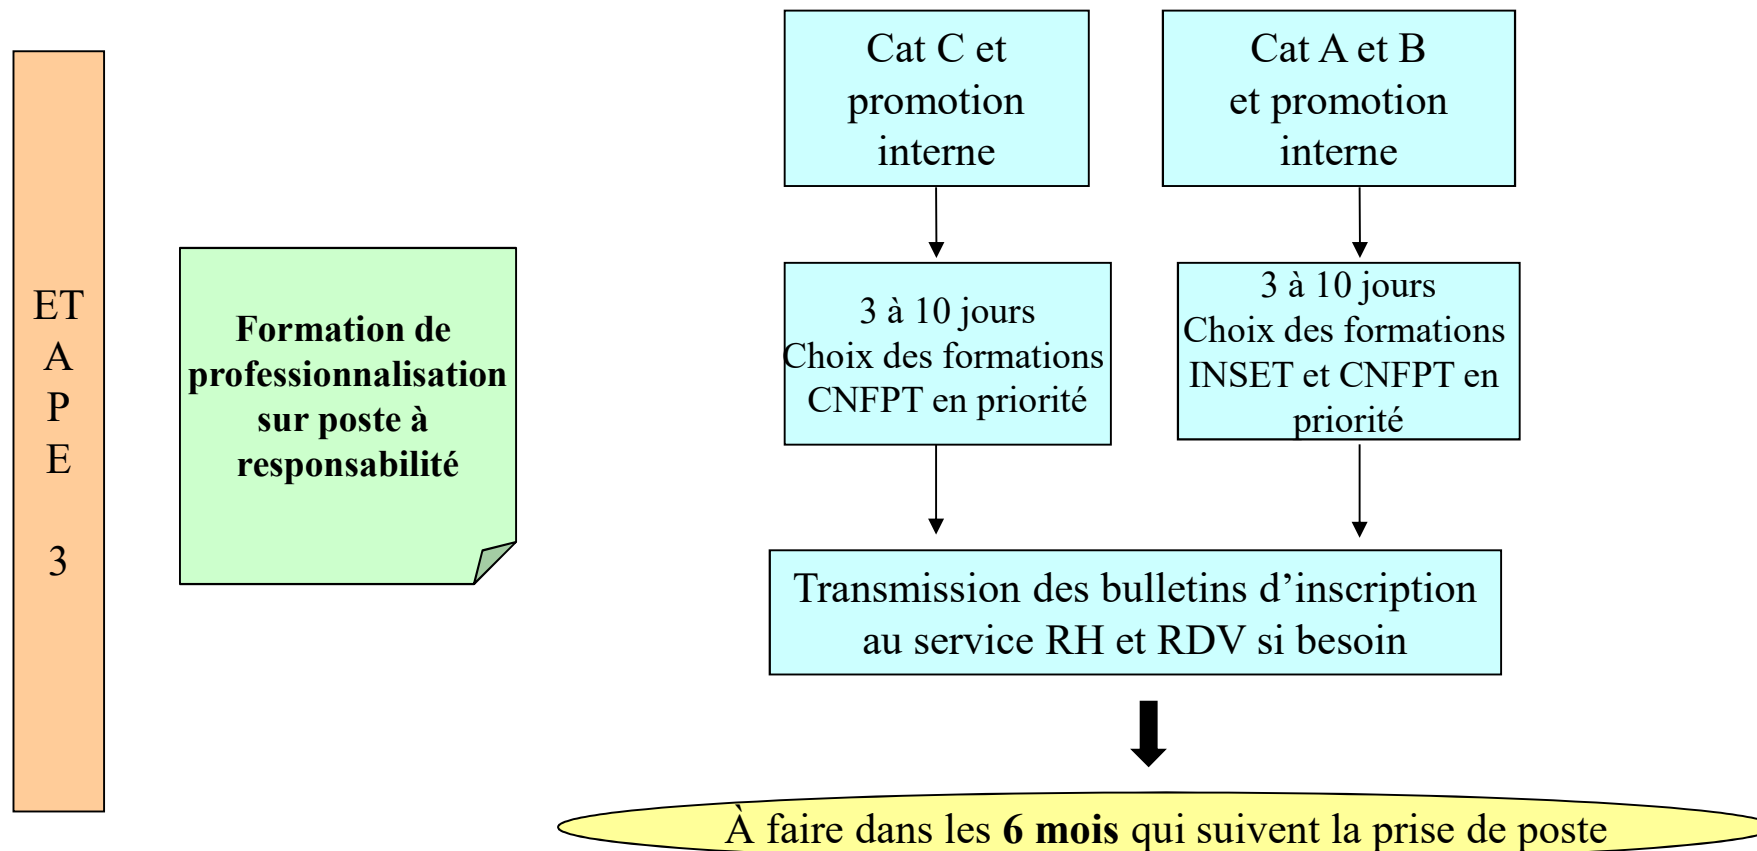 ET
A
P
E
3
Formation de
professionnalisation
sur poste à
responsabilité
Cat C et
promotion
interne
Cat A et B
et promotion
interne
3 à 10 jours
Choix des formations
CNFPT en priorité
3 à 10 jours
Choix des formations
INSET et CNFPT en
priorité
Transmission des bulletins d’inscription
au service RH et RDV si besoin
À faire dans les 6 mois qui suivent la prise de poste